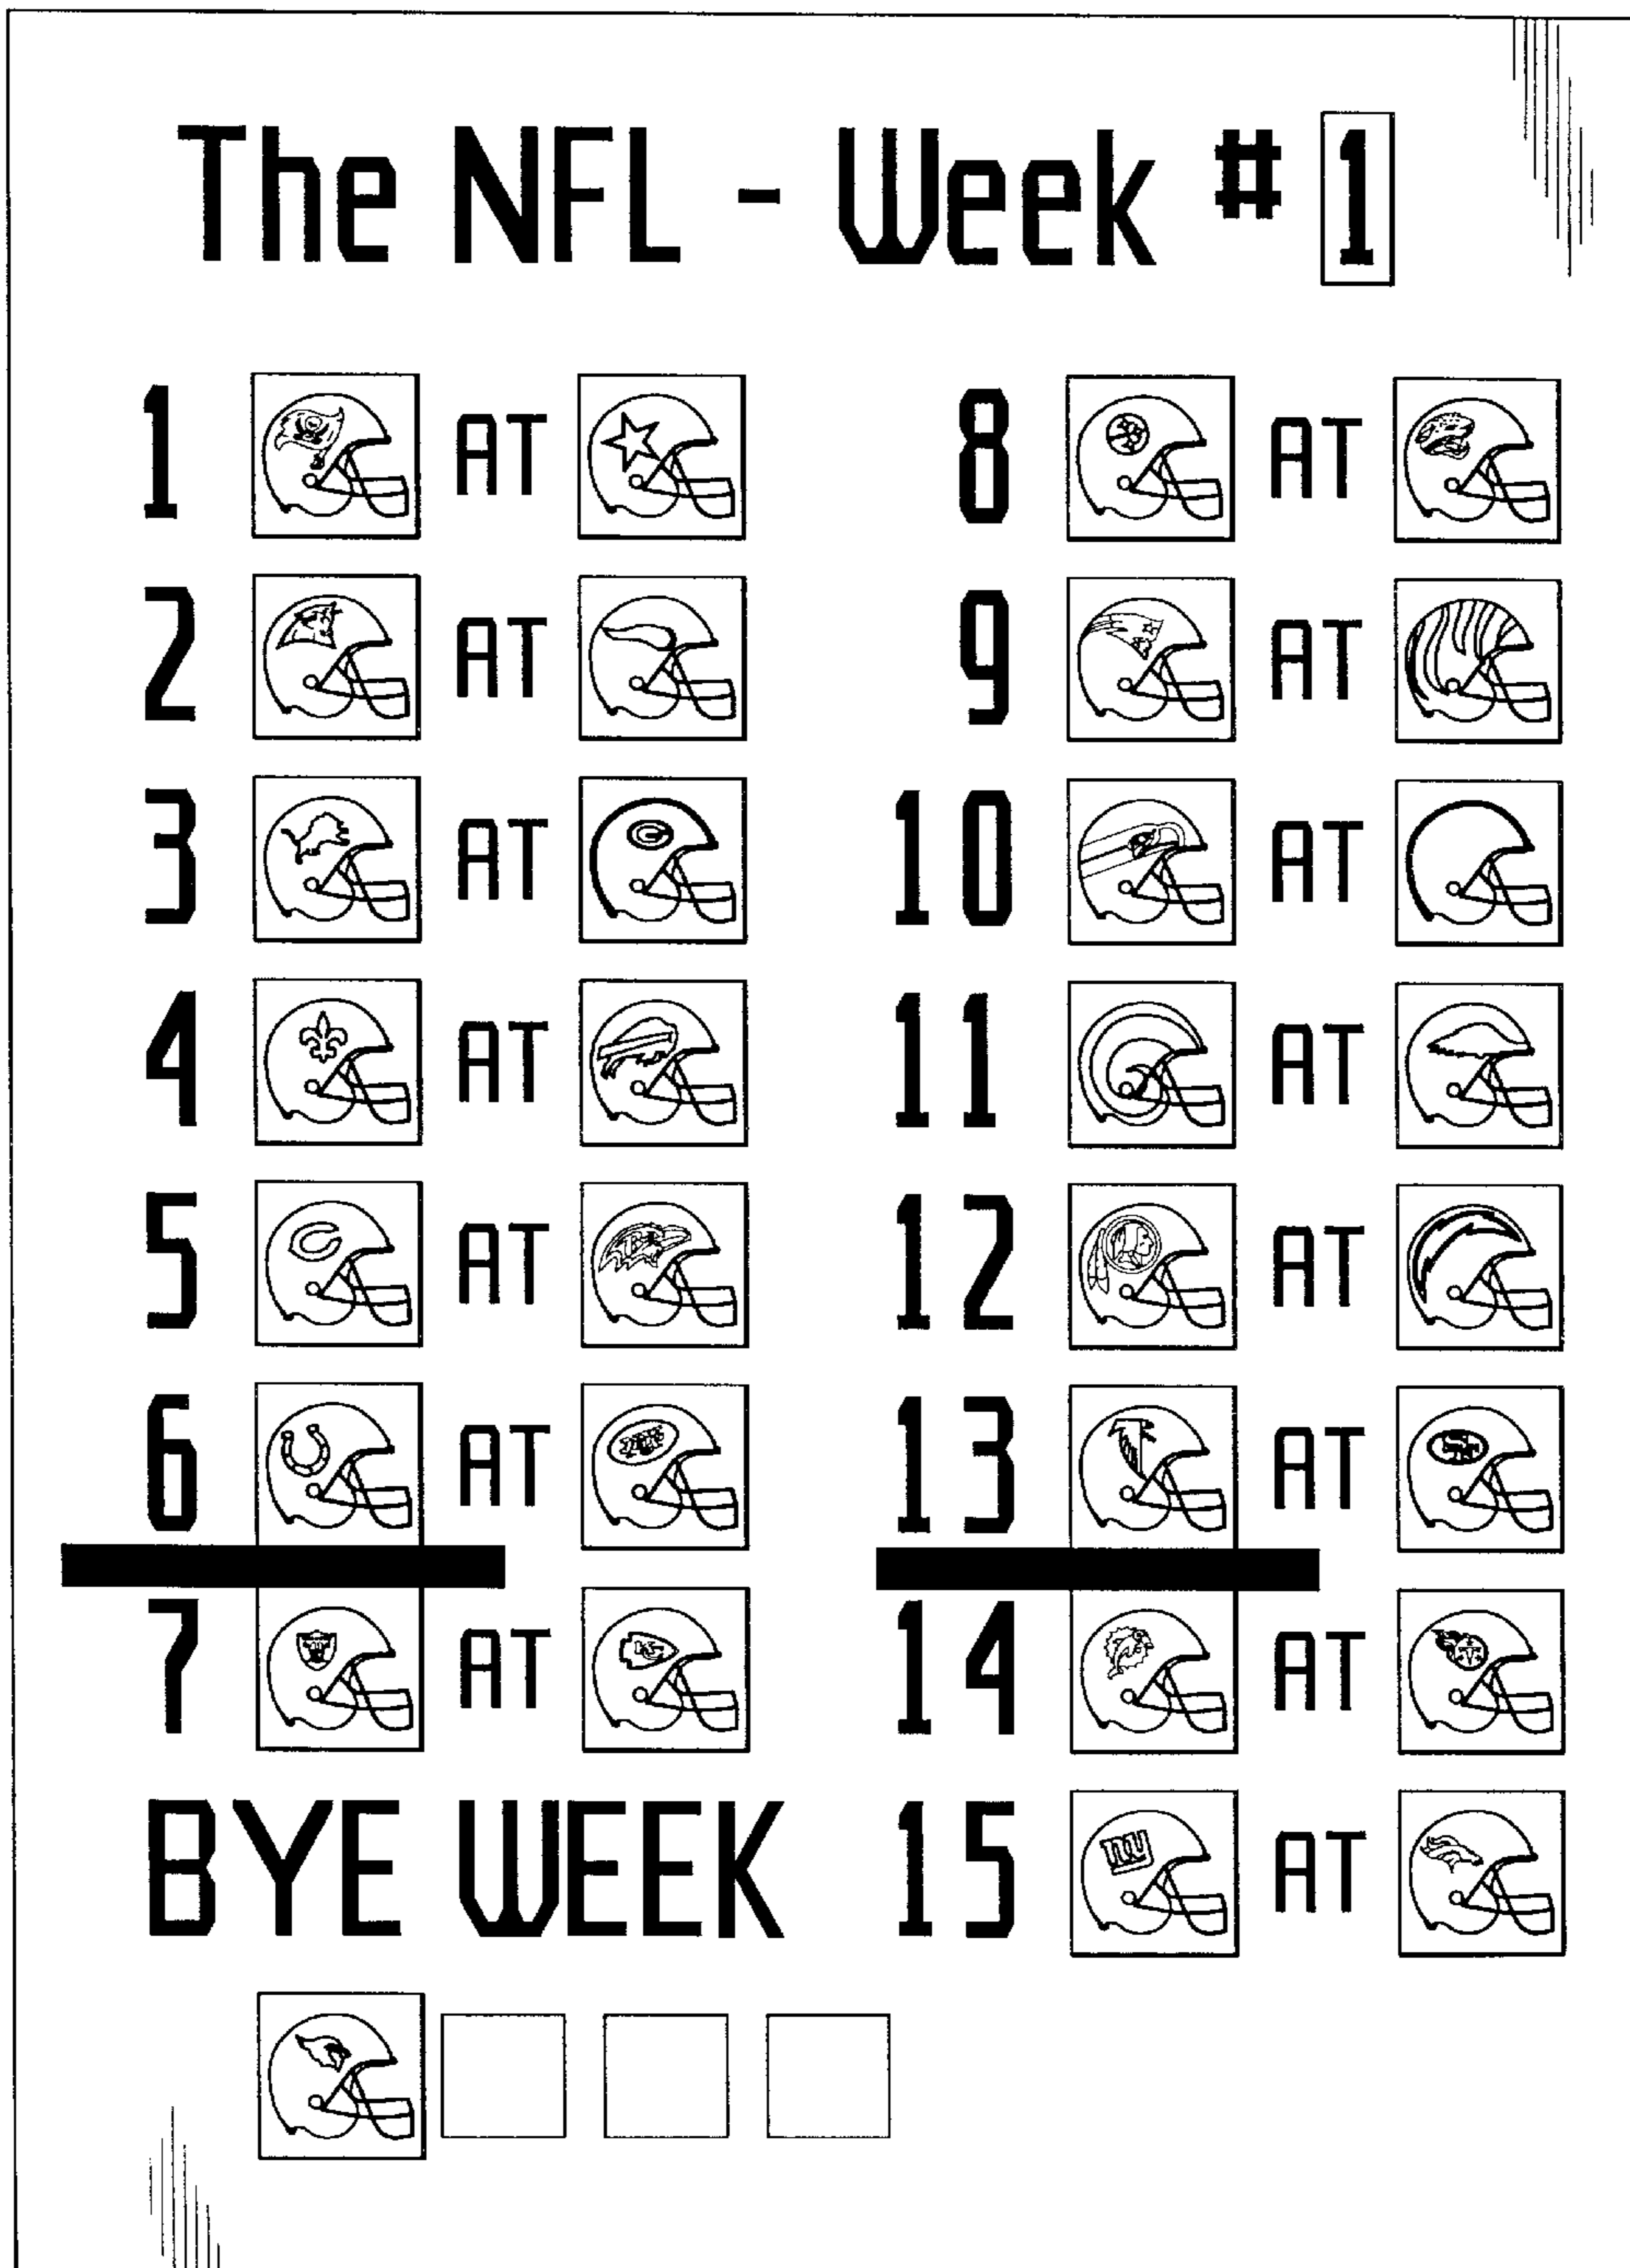 The NFL - Week # 1
1 AT
2 AT
3 AT
4 AT
5 AT
6 AT
7 AT
BYE WEEK
8 AT
9 AT
10 AT
11 AT
12 AT
13 AT
14 AT
15 AT